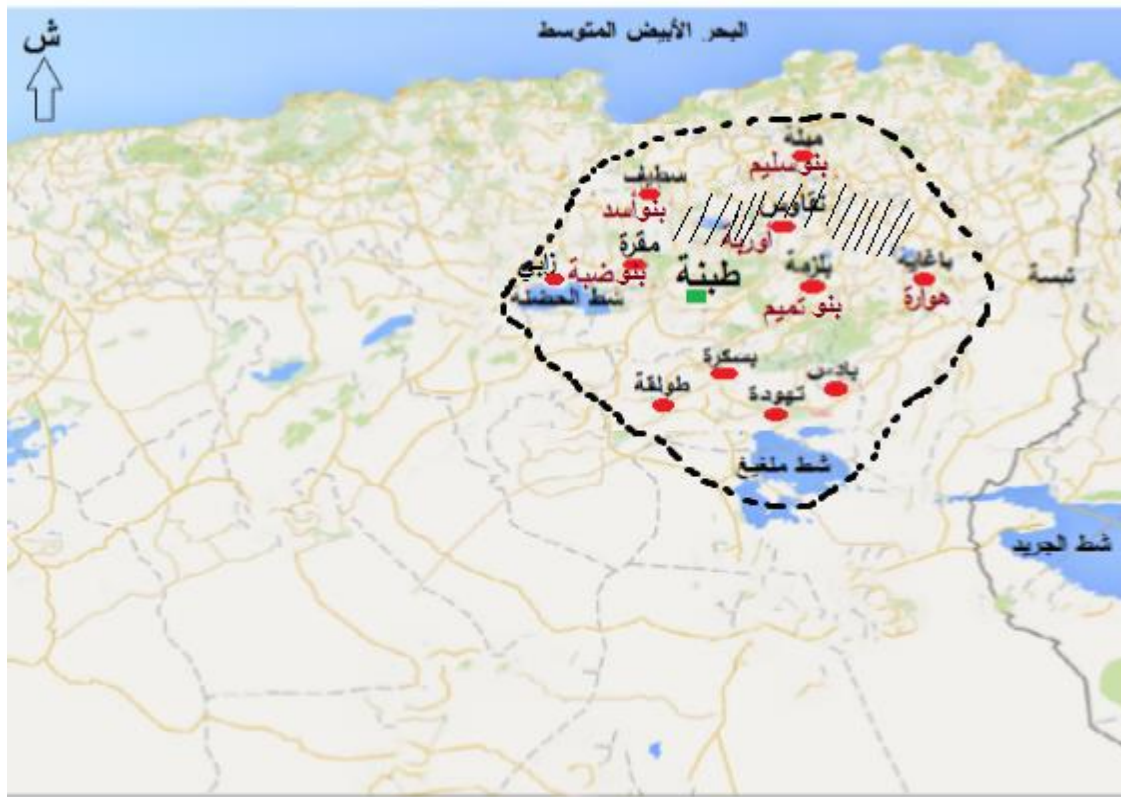 البحر الأبيض المتوسط
ش
ميلة
بنو سليم
سطيف
بنو أسد
نقاوس
أوربة
مقرة
بنو ضبة
زابي
شط الحضنة
طبنة
بلزمة
بنو تميم
باغاية
هوارة
تبسة
بسكرة
بادس
طولقة
تهودة
شط ملغيغ
شط الجريد